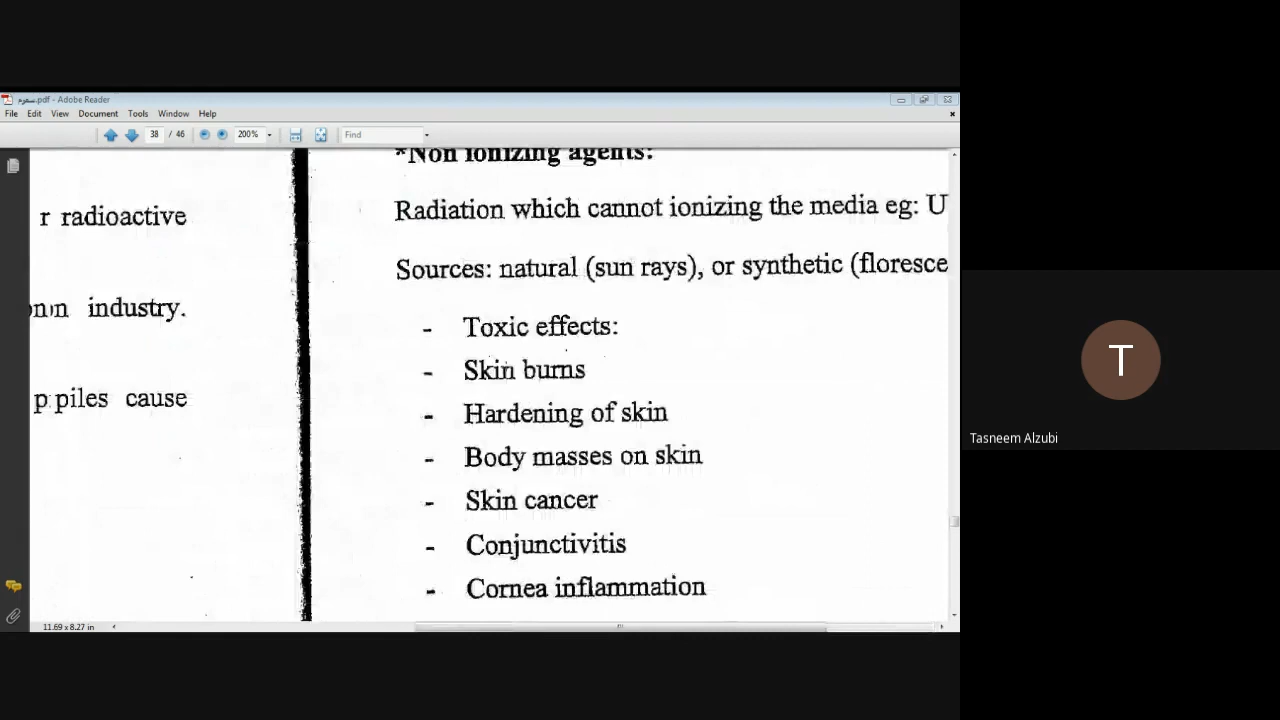 سموم.pdf - Adobe Reader
File Edit View Document Tools Window Help
38 / 46 200% Find
r radioactive
industry.
piles cause
*Non ionizing agents:
Radiation which cannot ionizing the media eg: U
Sources: natural (sun rays), or synthetic (floresce
- Toxic effects:
- Skin burns
- Hardening of skin
- Body masses on skin
- Skin cancer
- Conjunctivitis
- Cornea inflammation
11.69 x 8.27 in
T
Tasneem Alzubi